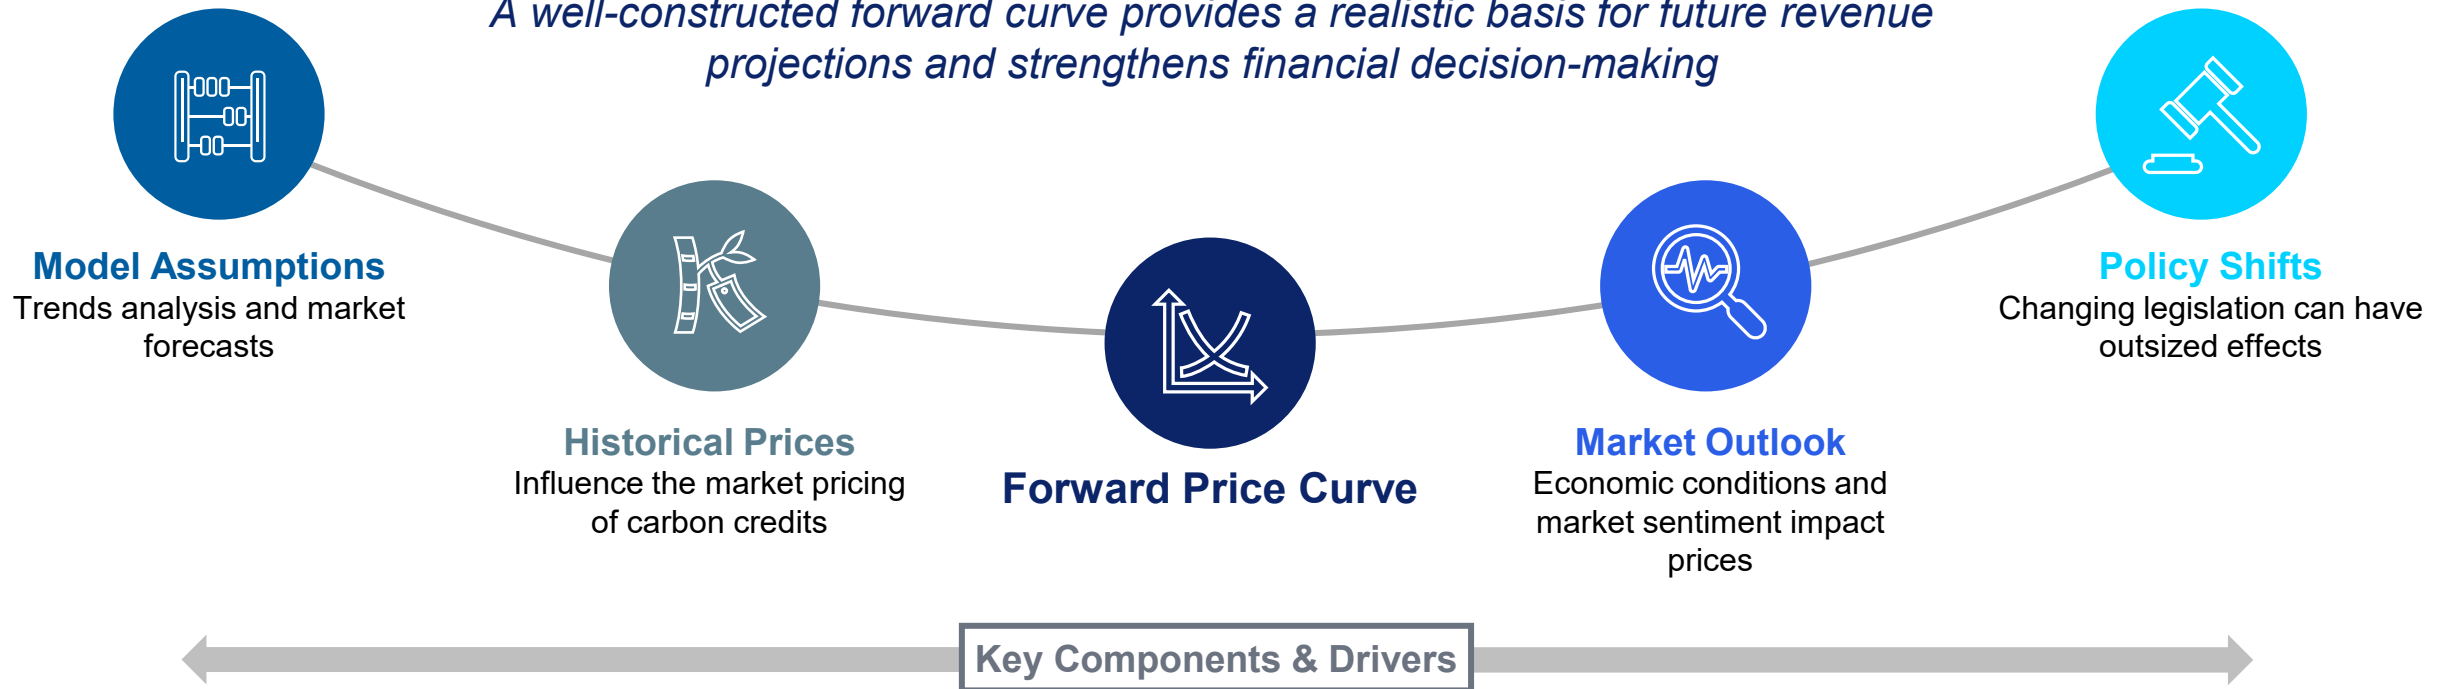 A well-constructed forward curve provides a realistic basis for future revenue
projections and strengthens financial decision-making
Model Assumptions
Trends analysis and market
forecasts
Historical Prices
Influence the market pricing
of carbon credits
Forward Price Curve
Market Outlook
Economic conditions and
market sentiment impact
prices
Policy Shifts
Changing legislation can have
outsized effects
Key Components & Drivers